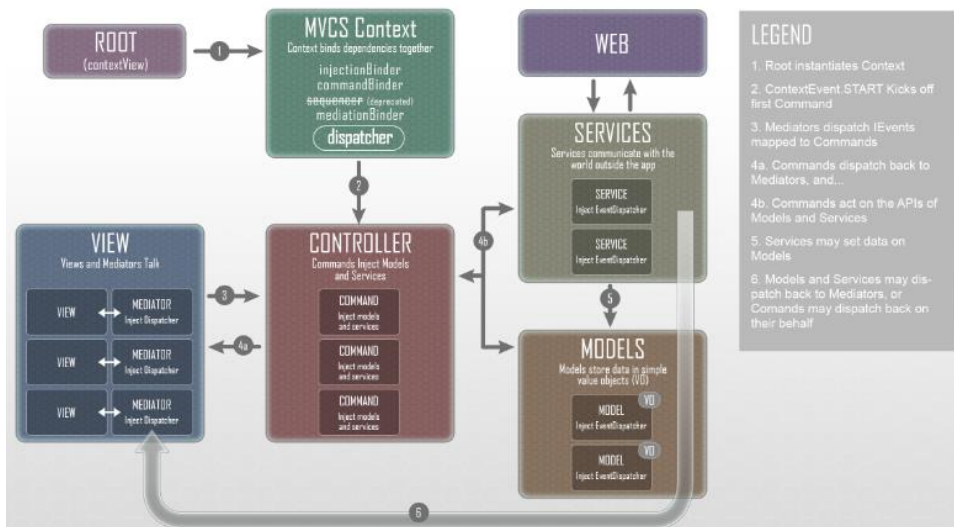 ROOT
(contextView)
1
MVCS Context
Context binds dependencies together
injectionBinder
commandBinder
sequencer (deprecated)
mediationBinder
dispatcher
2
WEB
SERVICES
Services communicate with the
world outside the app
SERVICE
Inject EventDispatcher
SERVICE
Inject EventDispatcher
VIEW
Views and Mediators Talk
VIEW
MEDIATOR
Inject Dispatcher
VIEW
MEDIATOR
Inject Dispatcher
VIEW
MEDIATOR
Inject Dispatcher
3
4a
CONTROLLER
Commands Inject Models
and Services
COMMAND
Inject models
and services
COMMAND
Inject models
and services
COMMAND
Inject models
and services
4b
5
MODELS
Models store data in simple
value objects (VO)
MODEL
VO
Inject EventDispatcher
MODEL
VO
Inject EventDispatcher
6
LEGEND
1. Root instantiates Context
2. ContextEvent.START Kicks off
first Command
3. Mediators dispatch IEvents
mapped to Commands
4a. Commands dispatch back to
Mediators, and...
4b. Commands act on the APIs of
Models and Services
5. Services may set data on
Models
6. Models and Services may dis-
patch back to Mediators, or
Comands may dispatch back on
their behalf